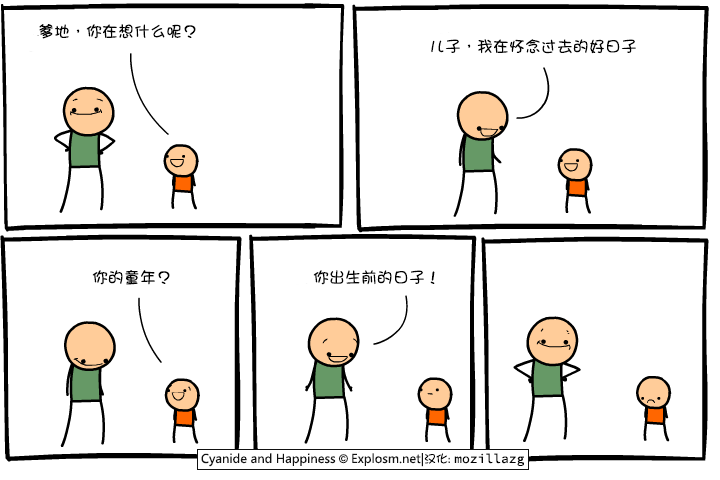 爹地，你在想什么呢？
儿子，我在怀念过去的好日子
你的童年？
你出生前的日子！
Cyanide and Happiness © Explosm.net|汉化: mozillazg